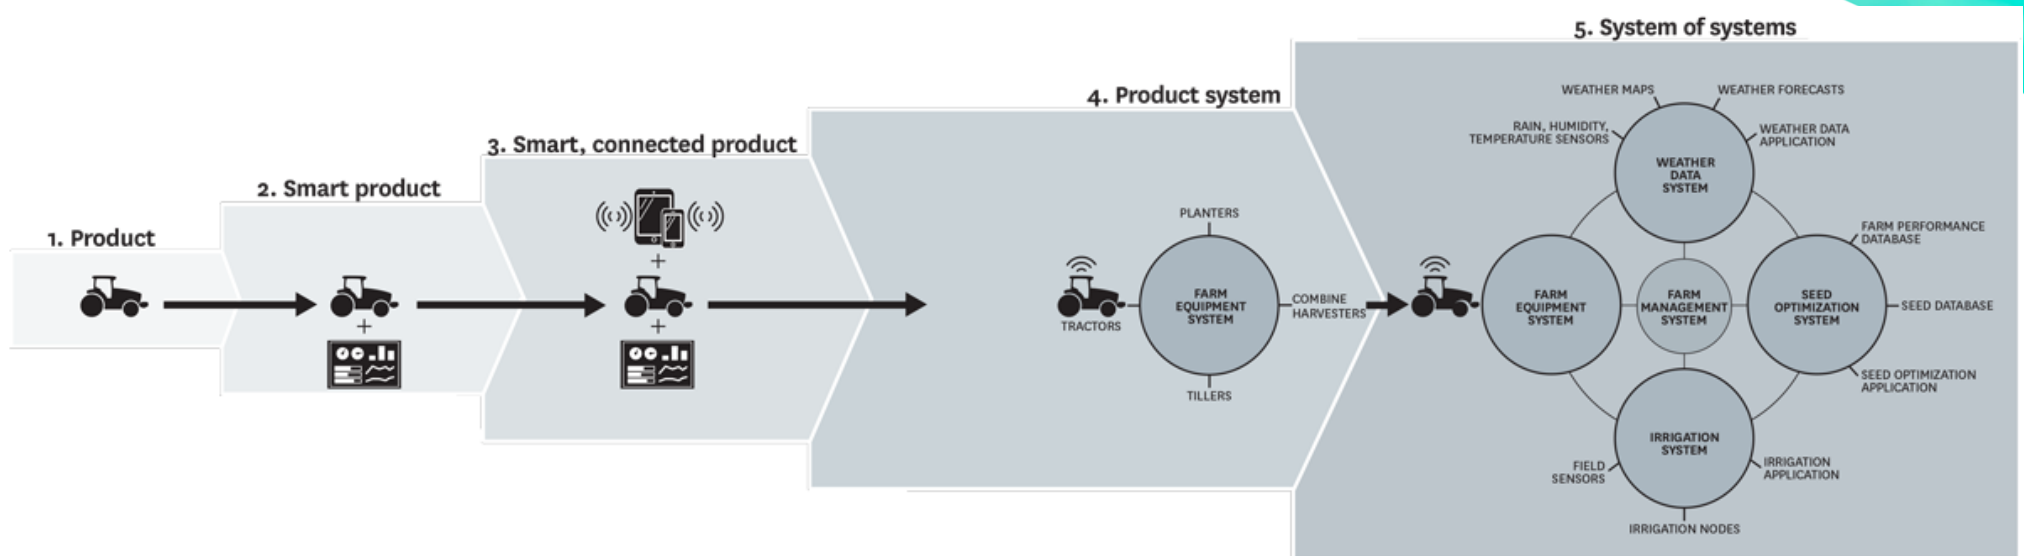 1. Product
2. Smart product
3. Smart, connected product
4. Product system
PLANTERS
TRACTORS
FARM
EQUIPMENT
SYSTEM
COMBINE
HARVESTERS
TILLERS
5. System of systems
WEATHER MAPS
WEATHER FORECASTS
RAIN, HUMIDITY,
TEMPERATURE SENSORS
WEATHER DATA
APPLICATION
WEATHER
DATA
SYSTEM
FARM PERFORMANCE
DATABASE
FARM
EQUIPMENT
SYSTEM
FARM
MANAGEMENT
SYSTEM
SEED
OPTIMIZATION
SYSTEM
SEED DATABASE
SEED OPTIMIZATION
APPLICATION
IRRIGATION
SYSTEM
FIELD
SENSORS
IRRIGATION
APPLICATION
IRRIGATION NODES